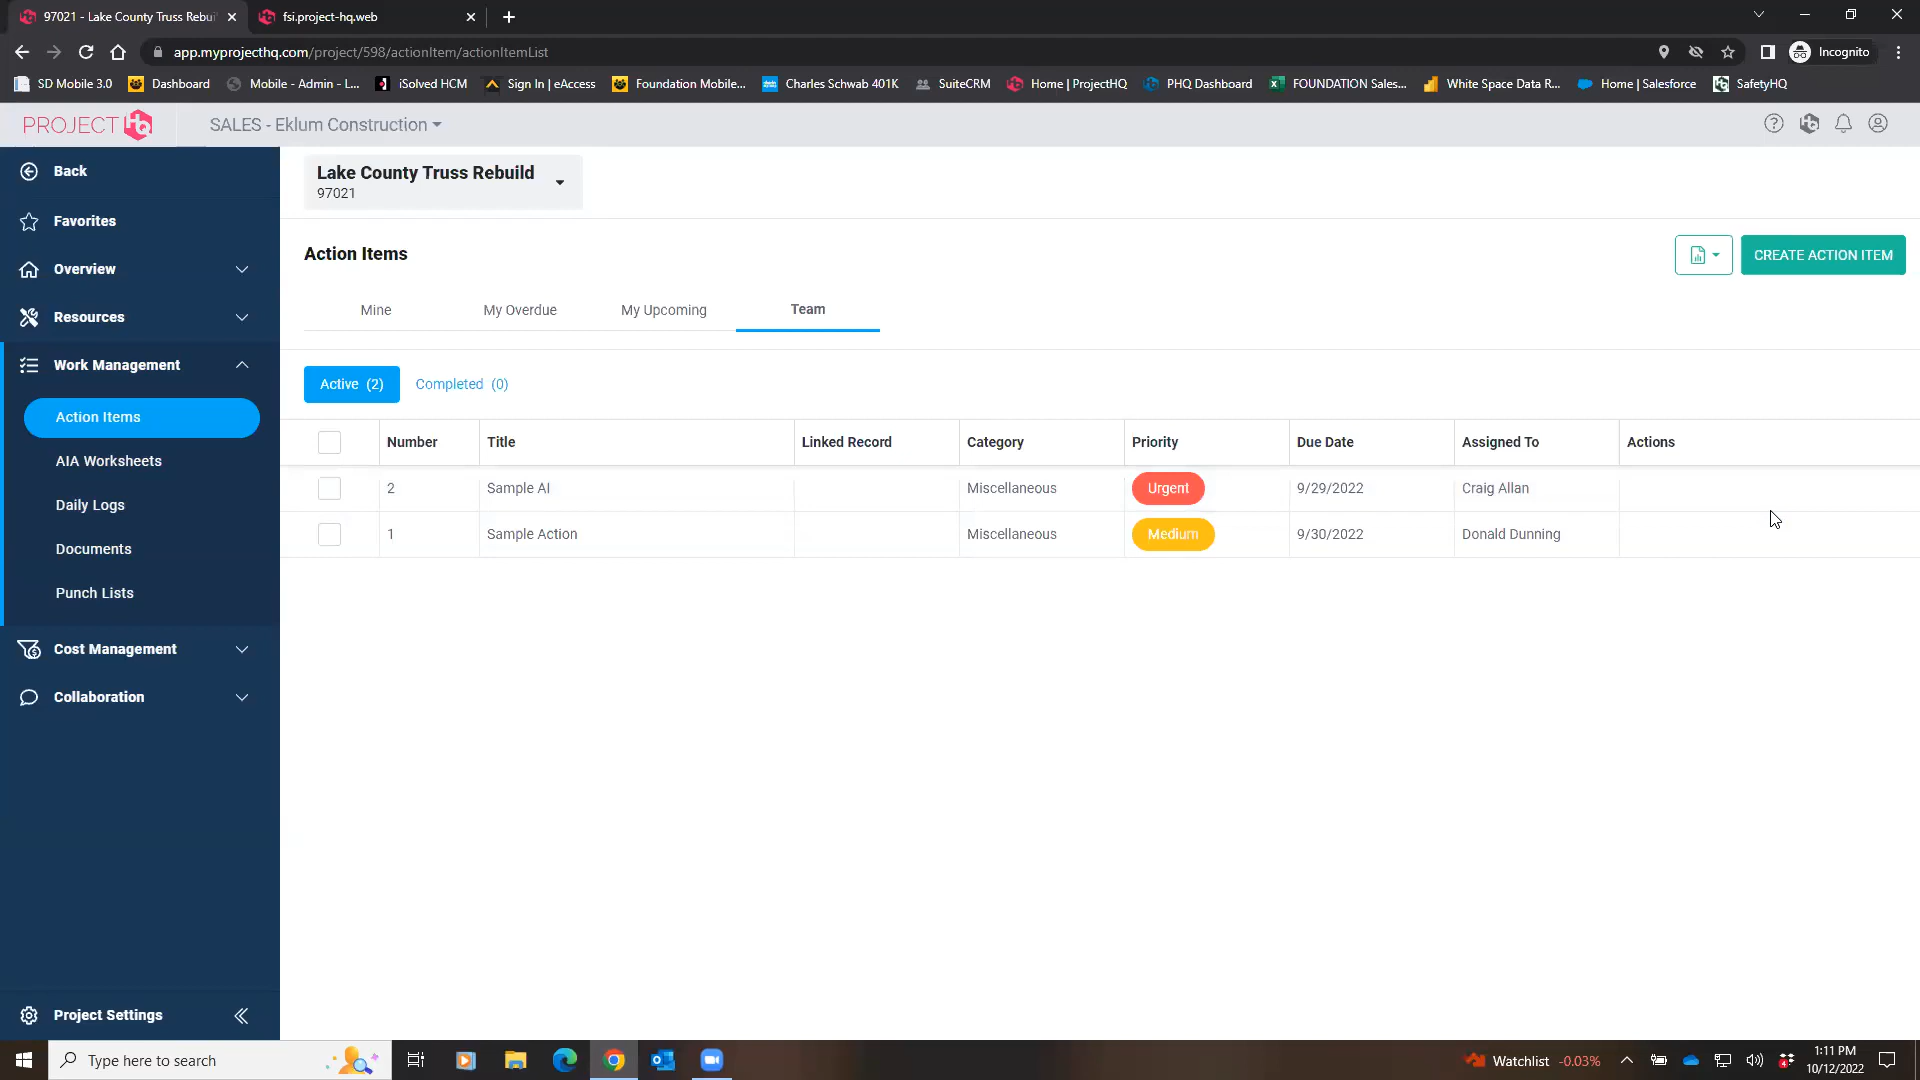 97021 - Lake County Truss Rebui
fsi.project-hq.web
app.myprojecthq.com/project/598/actionItem/actionItemList
Incognito
SD Mobile 3.0
Dashboard
Mobile - Admin - L...
iSolved HCM
Sign In | eAccess
Foundation Mobile...
Charles Schwab 401K
SuiteCRM
Home | ProjectHQ
PHQ Dashboard
FOUNDATION Sales...
White Space Data R...
Home | Salesforce
SafetyHQ
PROJECT HQ
SALES - Eklum Construction
Back
Favorites
Overview
Resources
Work Management
Action Items
AIA Worksheets
Daily Logs
Documents
Punch Lists
Cost Management
Collaboration
Project Settings
Lake County Truss Rebuild
97021
Action Items
CREATE ACTION ITEM
Mine My Overdue My Upcoming Team
Active (2) Completed (0)
Number Title Linked Record Category Priority Due Date Assigned To Actions
2 Sample AI Miscellaneous Urgent 9/29/2022 Craig Allan
1 Sample Action Miscellaneous Medium 9/30/2022 Donald Dunning
Type here to search
Watchlist -0.03%
1:11 PM
10/12/2022